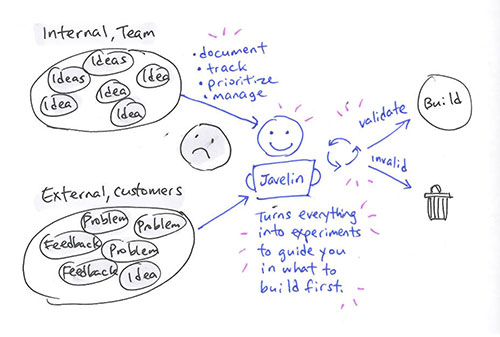 Internal, Team
Ideas
Ideas
Idea
Idea
Idea
Idea
• document
• track
• prioritize
• manage
validate
Build
invalid
Javelin
External, customers
Problem
Problem
Feedback
Problem
Feedback
Idea
Turns everything
into experiments
to guide you
in what to
build first.